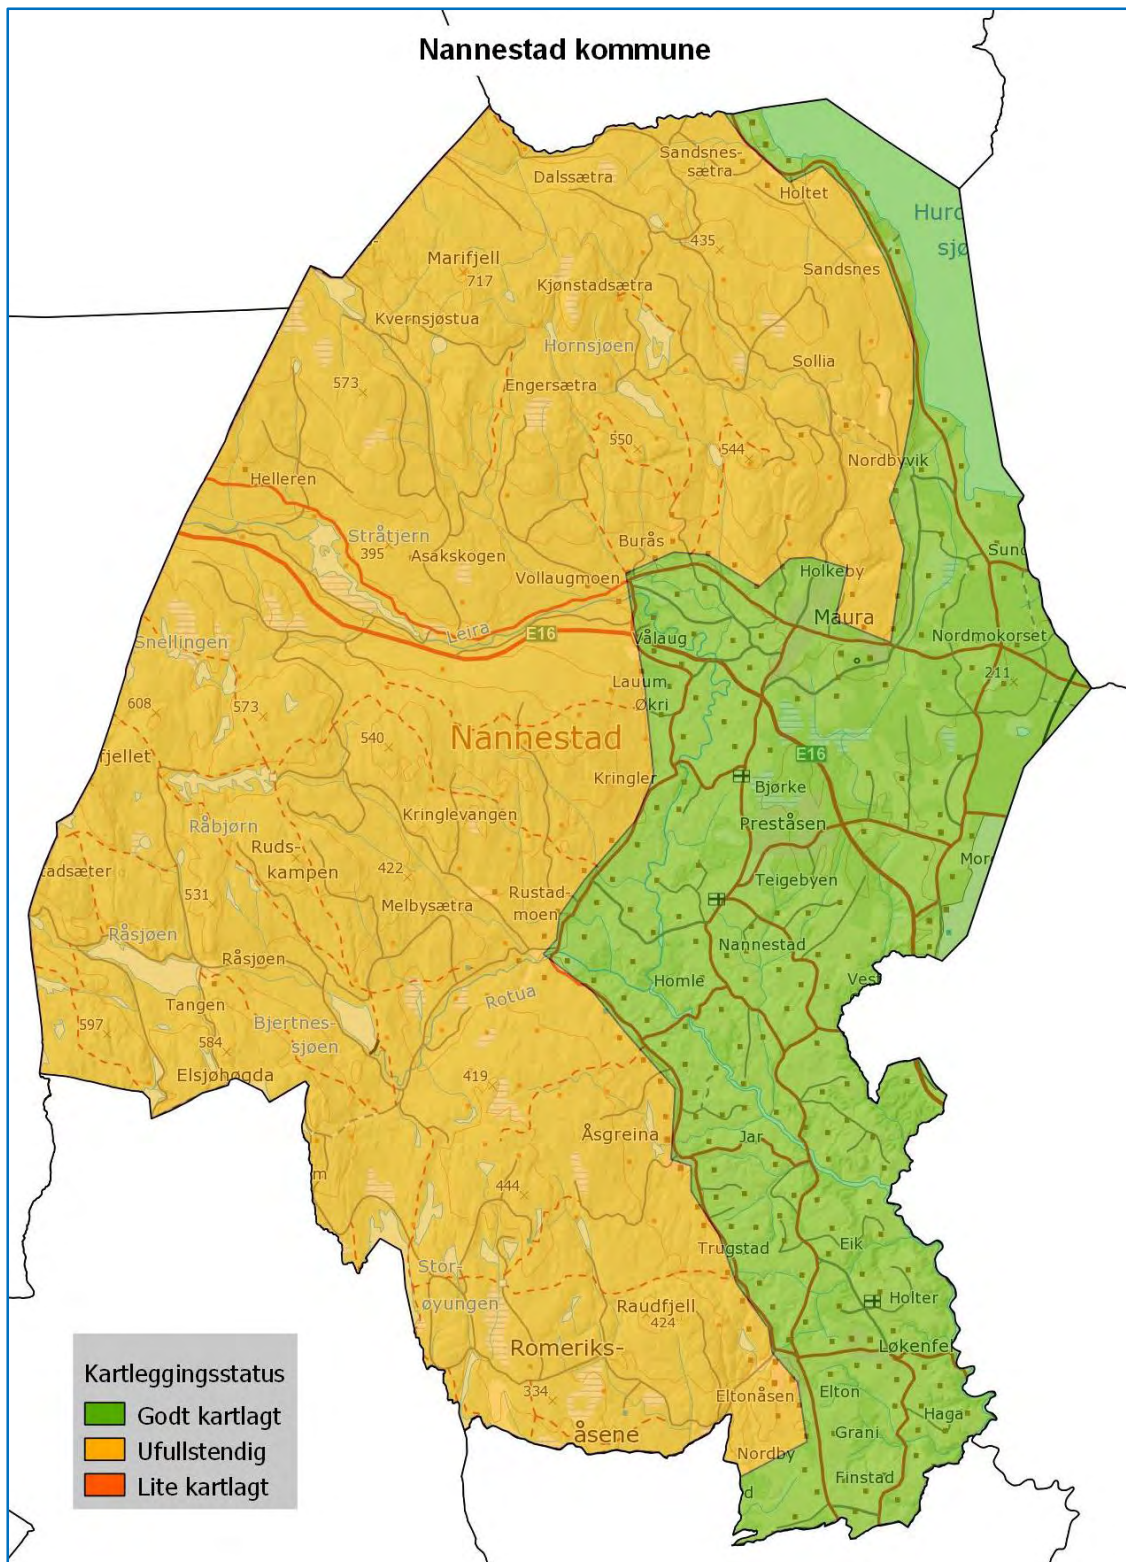 Nannestad kommune
Sandsnes-
sætra
Dalssætra
Holtet
Hurd
sjø
435
Marifjell
717
Sandsnes
Kjønstadsætra
Kvernsjøstua
Hornsjøen
Sollia
573
Engersætra
550
544
Nordbyvik
Helleren
Stråtjern
395
Asakskogen
Burås
Vollaugmoen
Holkeby
Sund
Maura
Leira
E16
Vålaug
Nordmokorset
Snellingen
Lauum
Økri
211
608
573
540
Nannestad
fjellet
E16
Kringler
Bjørke
Kringlevangen
Preståsen
Råbjørn
Ruds-
kampen
Mor
tadsæter
422
Teigebyen
531
Melbysætra
Rustad-
moen
Råsjøen
Nannestad
Råsjøen
Homle
Vest
Tangen
Rotua
597
Bjertnes-
sjøen
584
Elsjøhøgda
419
Åsgreina
Jar
m
444
Trugstad
Eik
Stor-
øyungen
Raudfjell
424
Holter
Romeriks-
Løkenfel
334
Eltonåsen
Elton
Haga
åsene
Grani
Nordby
Finstad
d
Kartleggingsstatus
Godt kartlagt
Ufullstendig
Lite kartlagt